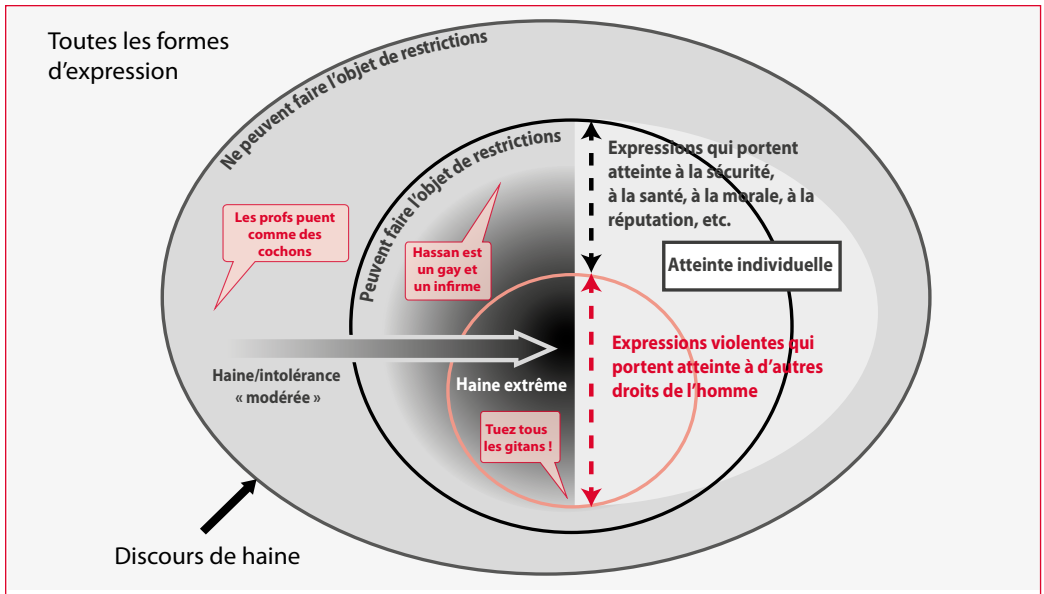 Toutes les formes
d’expression
Ne peuvent faire l’objet de restrictions
Peuvent faire l’objet de restrictions
Expressions qui portent
atteinte à la sécurité,
à la santé, à la morale, à la
réputation, etc.
Les profs puent
comme des
cochons
Hassan est
un gay et
un infirme
Atteinte individuelle
Expressions violentes qui
portent atteinte à d’autres
droits de l’homme
Haine/intolérance
« modérée »
Haine extrême
Tuez tous
les gitans !
Discours de haine